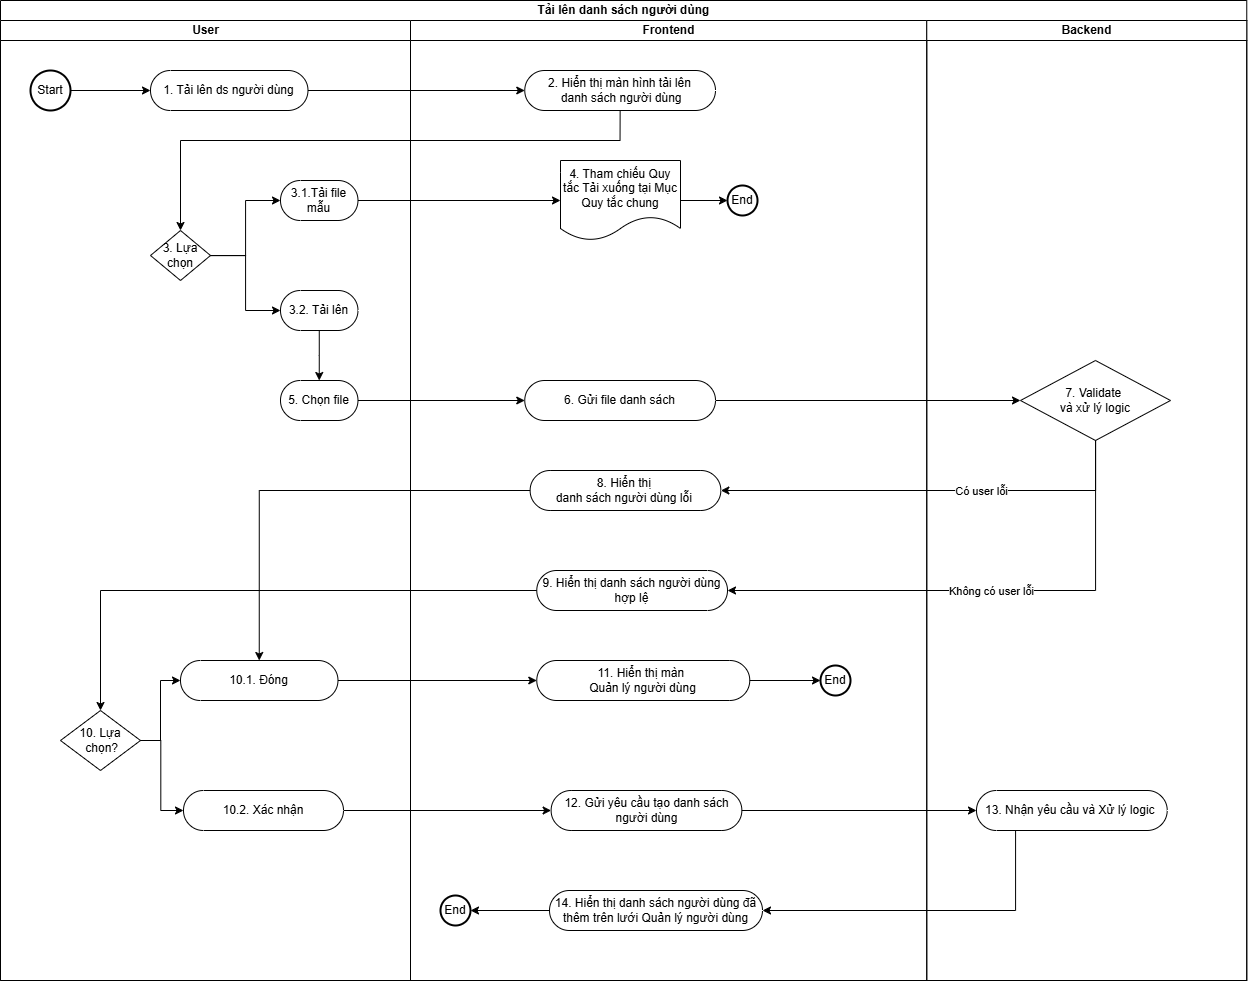 Tải lên danh sách người dùng
User
Frontend
Backend
Start
1. Tải lên ds người dùng
2. Hiển thị màn hình tải lên
danh sách người dùng
3. Lựa
chọn
3.1.Tải file
mẫu
4. Tham chiếu Quy
tắc Tải xuống tại Mục
Quy tắc chung
End
3.2. Tải lên
5. Chọn file
6. Gửi file danh sách
7. Validate
và xử lý logic
Có user lỗi
8. Hiển thị
danh sách người dùng lỗi
Không có user lỗi
9. Hiển thị danh sách người dùng
hợp lệ
10. Lựa
chọn?
10.1. Đóng
11. Hiển thị màn
Quản lý người dùng
End
10.2. Xác nhận
12. Gửi yêu cầu tạo danh sách
người dùng
13. Nhận yêu cầu và Xử lý logic
14. Hiển thị danh sách người dùng đã
thêm trên lưới Quản lý người dùng
End